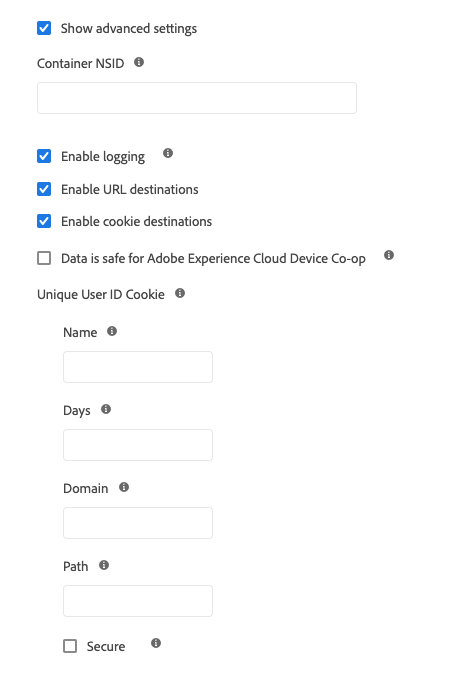 Show advanced settings
Container NSID
Enable logging
Enable URL destinations
Enable cookie destinations
Data is safe for Adobe Experience Cloud Device Co-op
Unique User ID Cookie
Name
Days
Domain
Path
Secure